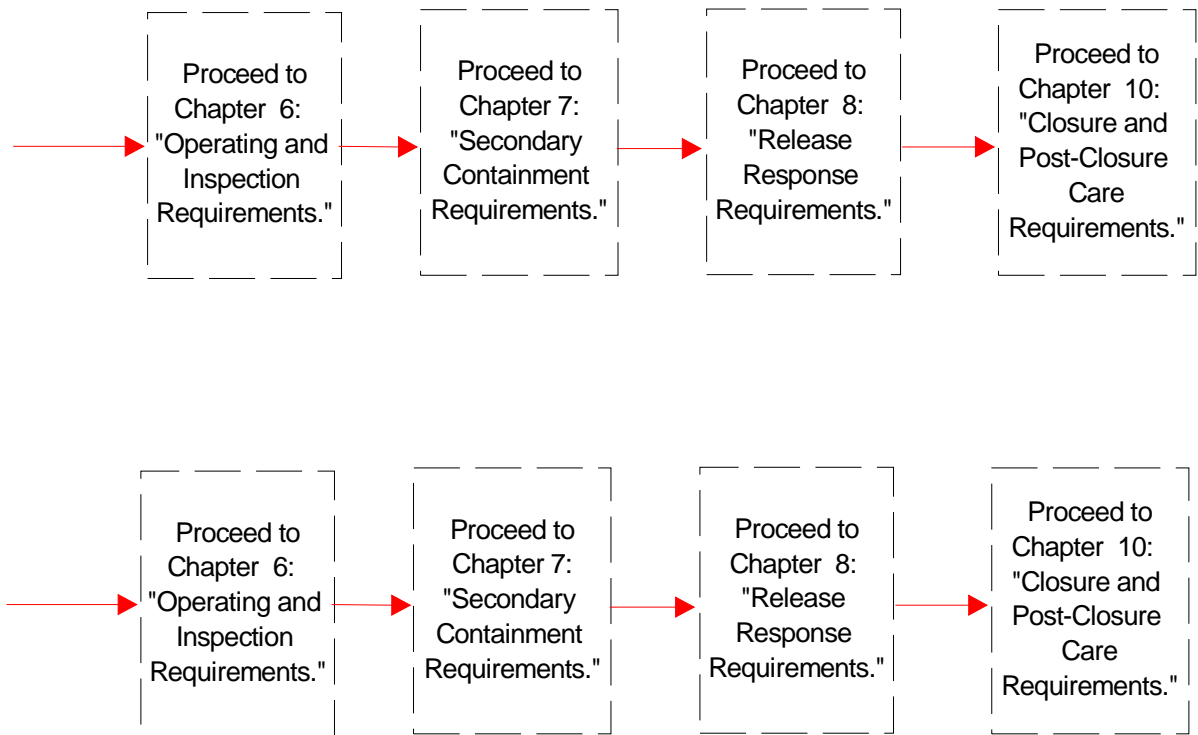 Proceed to
Chapter 6:
"Operating and
Inspection
Requirements."
Proceed to
Chapter 7:
"Secondary
Containment
Requirements."
Proceed to
Chapter 8:
"Release
Response
Requirements."
Proceed to
Chapter 10:
"Closure and
Post-Closure
Care
Requirements."
Proceed to
Chapter 6:
"Operating and
Inspection
Requirements."
Proceed to
Chapter 7:
"Secondary
Containment
Requirements."
Proceed to
Chapter 8:
"Release
Response
Requirements."
Proceed to
Chapter 10:
"Closure and
Post-Closure
Care
Requirements."